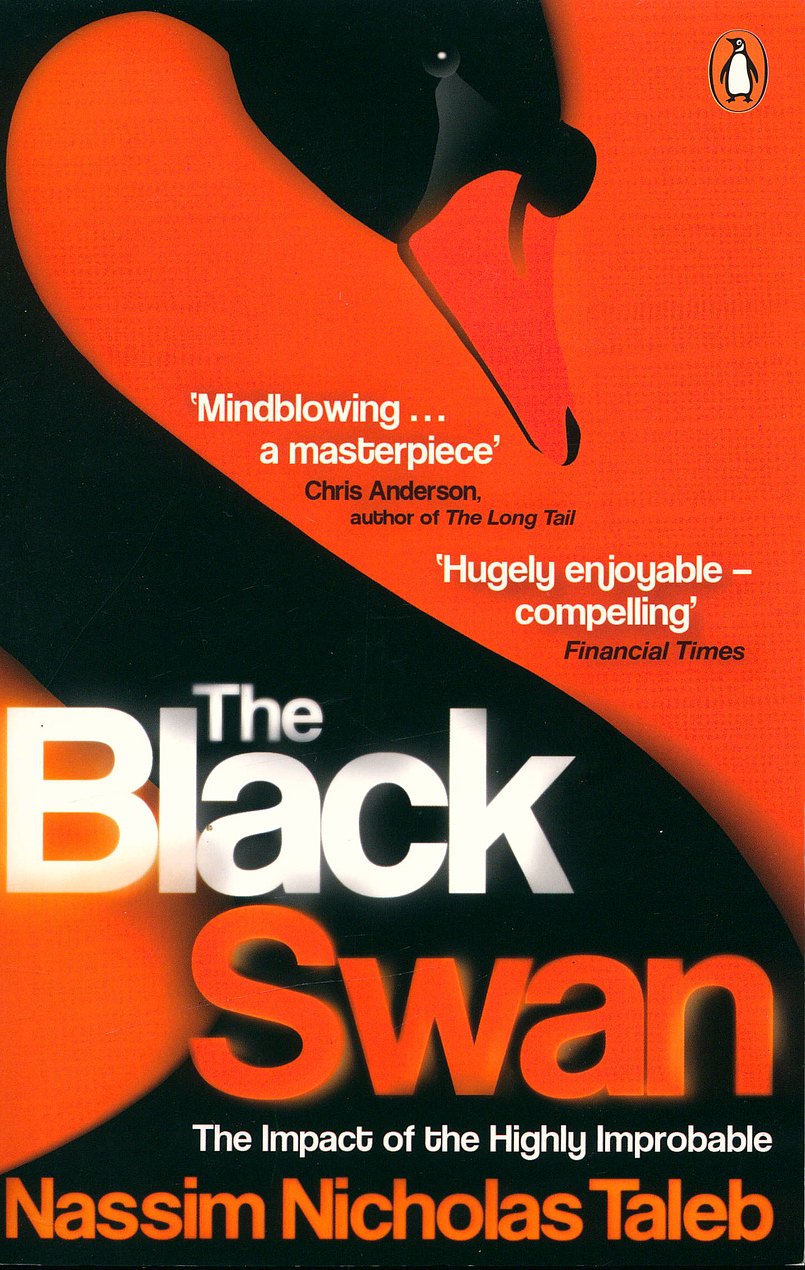 ‘Mindblowing ...
a masterpiece’
Chris Anderson,
author of The Long Tail
‘Hugely enjoyable –
compelling’
Financial Times
The
Black
Swan
The Impact of the Highly Improbable
Nassim Nicholas Taleb